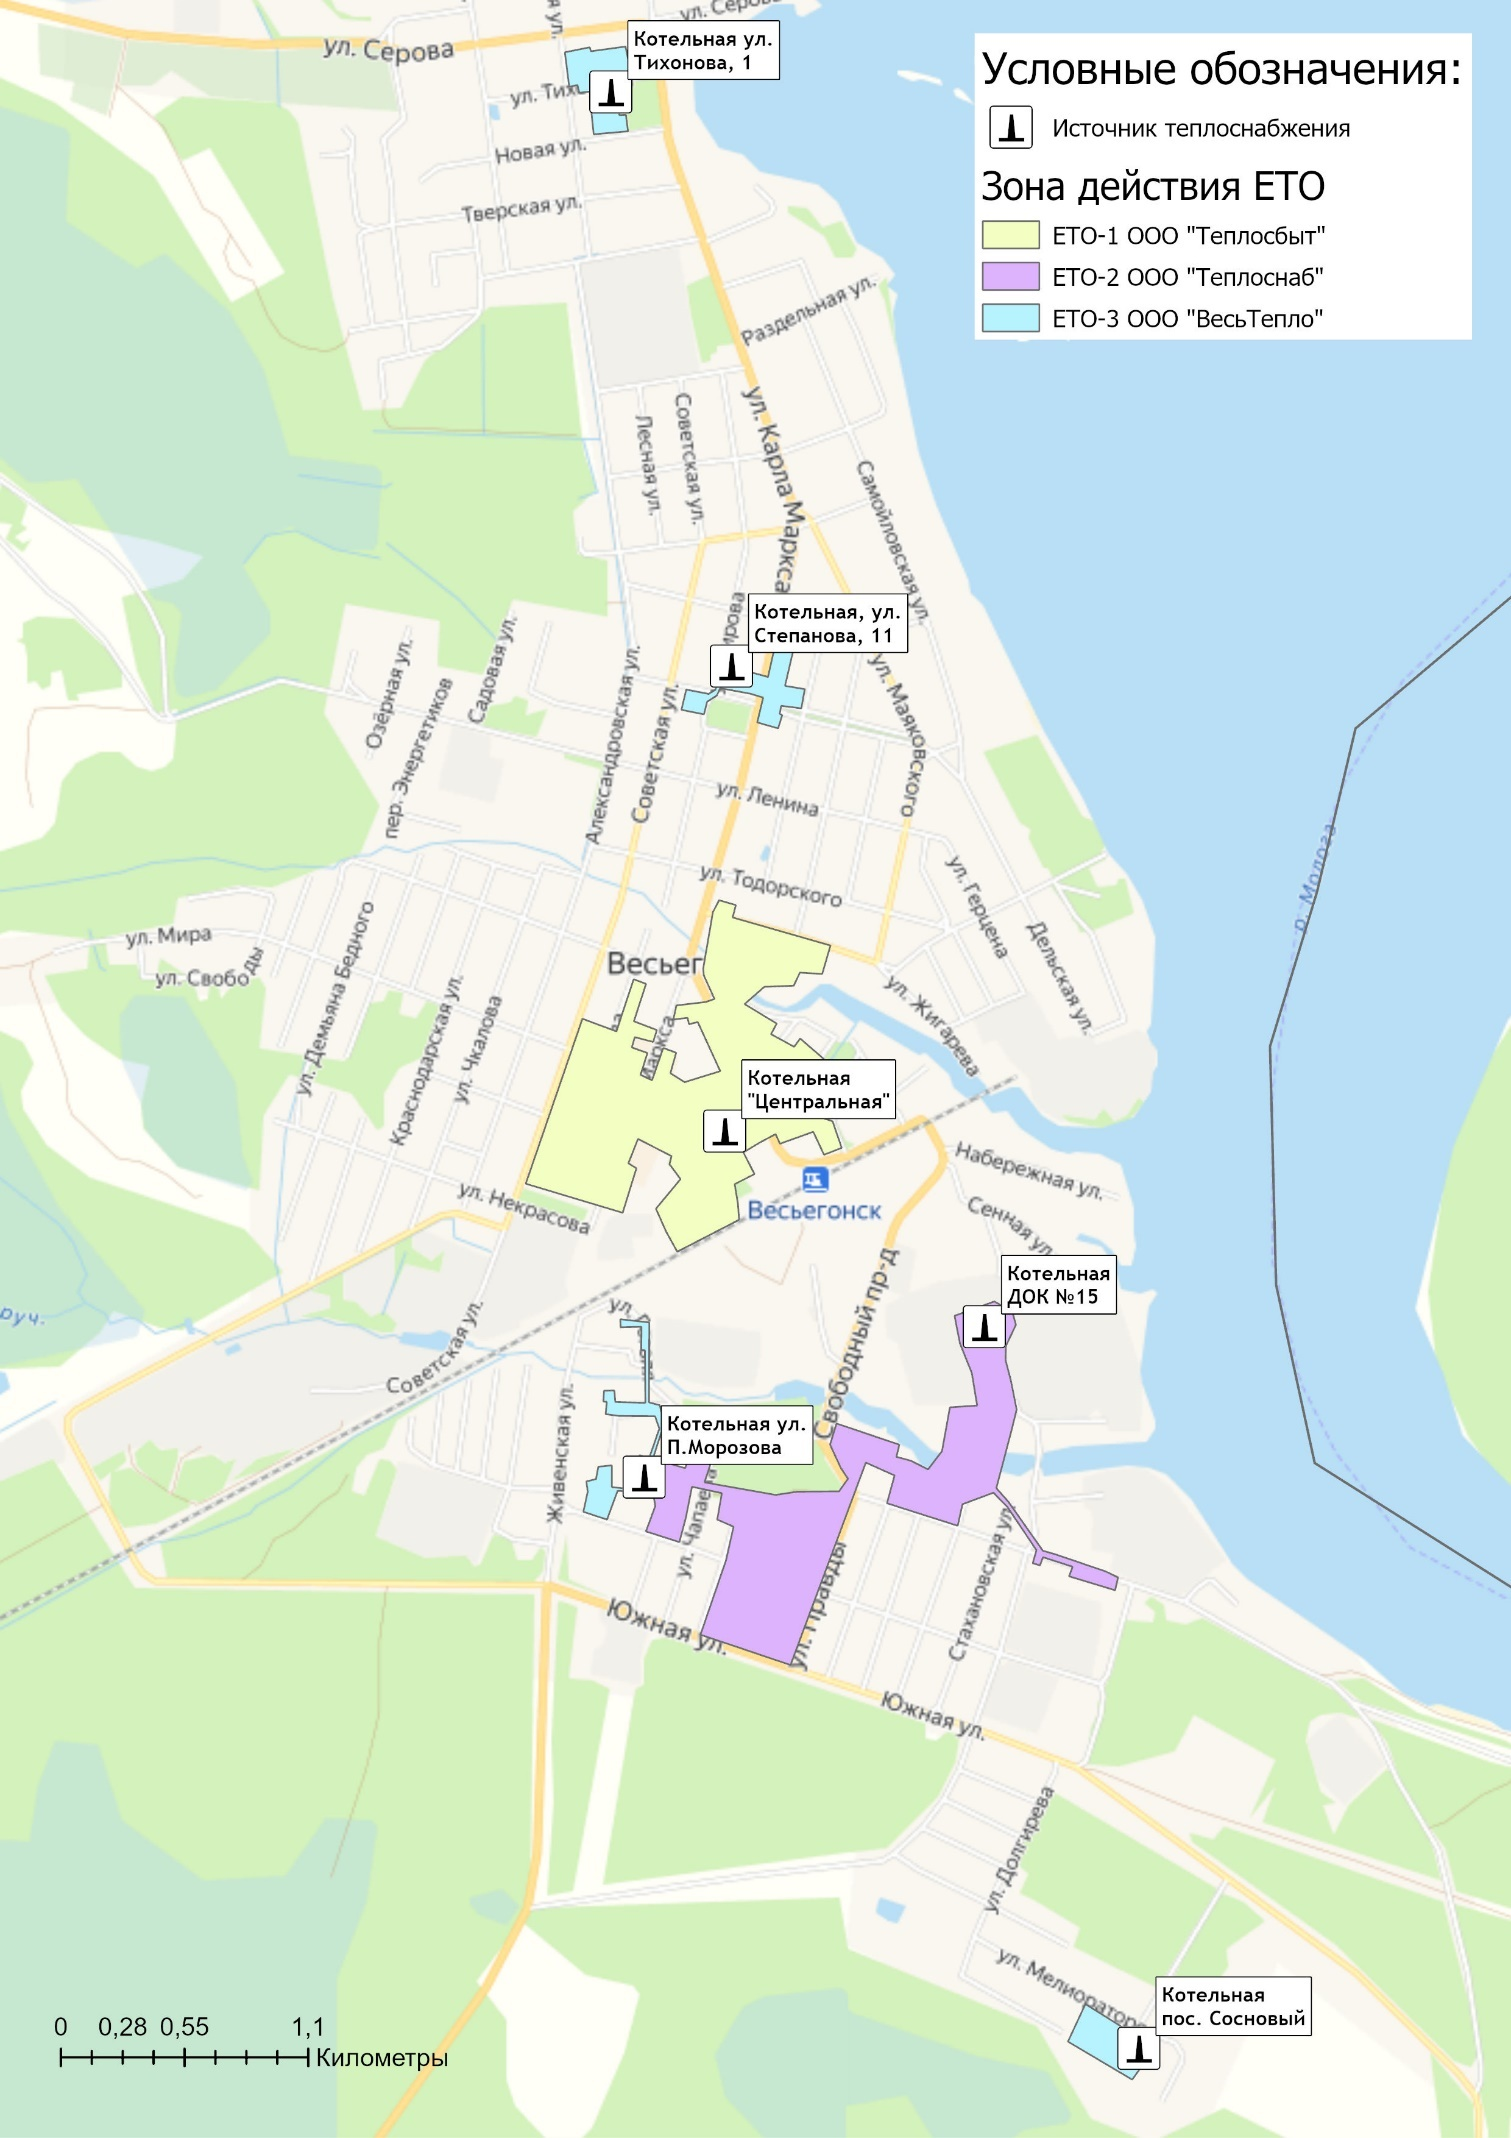 ул. Серова
ул. Серова
Котельная ул.
Тихонова, 1
Новая ул.
Тверская ул.
Условные обозначения:
Источник теплоснабжения
Зона действия ЕТО
ЕТО-1 ООО "Теплосбыт"
ЕТО-2 ООО "Теплоснаб"
ЕТО-3 ООО "ВесьТепло"
Раздельная ул.
ул. Карла Маркса
Советская ул.
Лесная ул.
Самойловская ул.
Котельная, ул.
Степанова, 11
Озёрная ул.
пер. Энергетиков
Садовая ул.
Александровская ул.
Советская ул.
ул. Маяковского
ул. Ленина
ул. Тодорского
ул. Герцена
Дельская ул.
р. Молога
ул. Мира
ул. Свободы
ул. Демьяна Бедного
Краснодарская ул.
ул. Чкалова
Весьег
ул. Жигарева
Котельная
"Центральная"
Набережная ул.
Сенная ул.
Весьегонск
ул. Некрасова
руч.
Советская ул.
Свободный пр-д
Котельная
ДОК №15
Живенская ул.
Котельная ул.
П.Морозова
ул. Правды
Стахановская ул.
Южная ул.
Южная ул.
ул. Долгирева
Котельная
пос. Сосновый
0 0,28 0,55 1,1
Километры